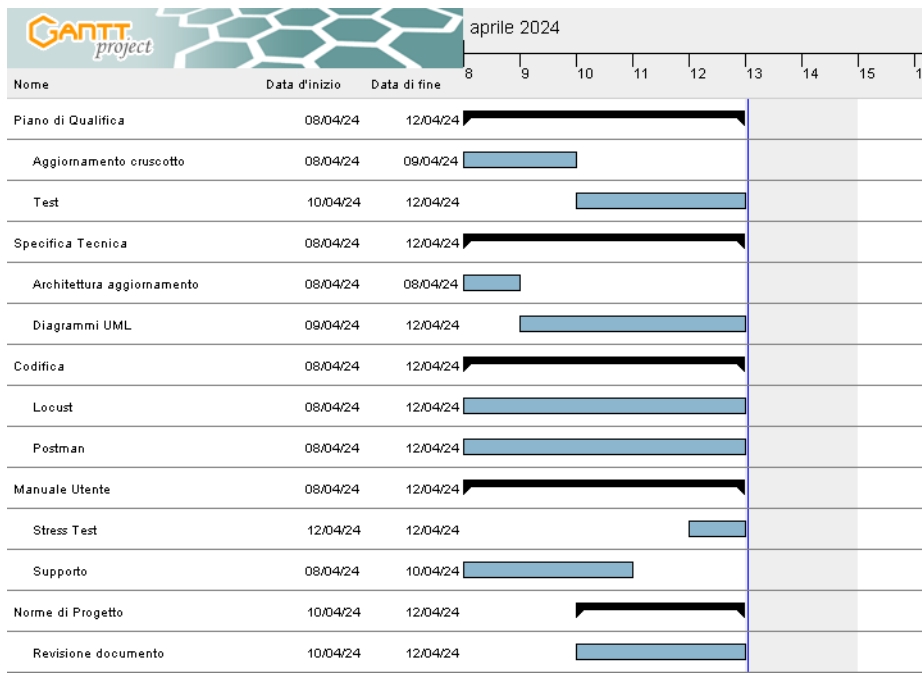 GANTT
project
aprile 2024
8 9 10 11 12 13 14 15 1
Nome Data d'inizio Data di fine
Piano di Qualifica 08/04/24 12/04/24
Aggiornamento cruscotto 08/04/24 09/04/24
Test 10/04/24 12/04/24
Specifica Tecnica 08/04/24 12/04/24
Architettura aggiornamento 08/04/24 08/04/24
Diagrammi UML 09/04/24 12/04/24
Codifica 08/04/24 12/04/24
Locust 08/04/24 12/04/24
Postman 08/04/24 12/04/24
Manuale Utente 08/04/24 12/04/24
Stress Test 12/04/24 12/04/24
Supporto 08/04/24 10/04/24
Norme di Progetto 10/04/24 12/04/24
Revisione documento 10/04/24 12/04/24